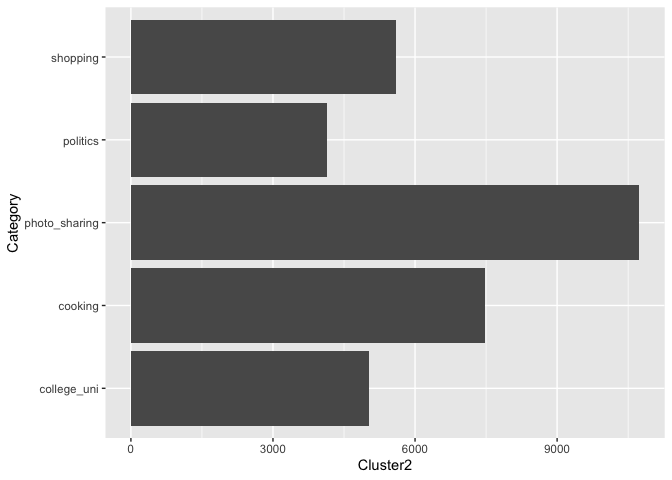 shopping
politics
photo_sharing
cooking
college_uni
Category
0 3000 6000 9000
Cluster2